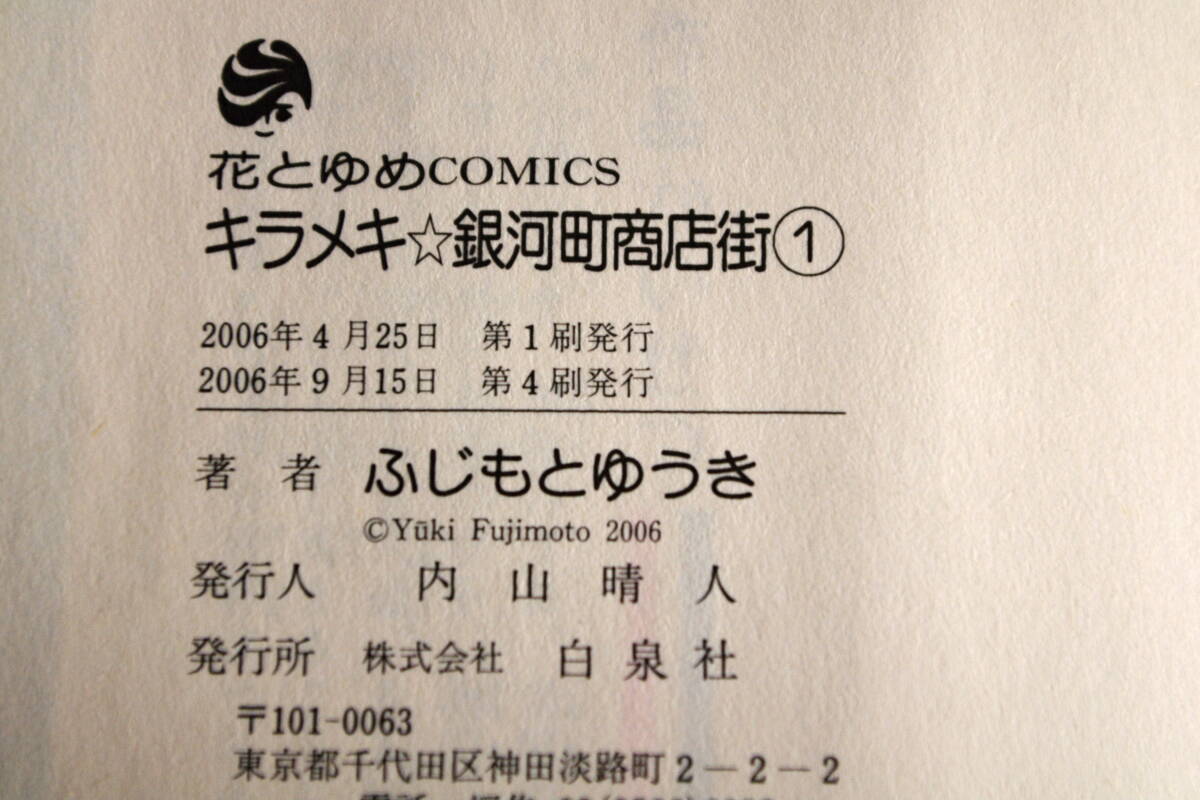 花とゆめCOMICS
キラメキ☆銀河町商店街①
2006年4月25日 第1刷発行
2006年9月15日 第4刷発行
著 者 ふじもとゆうき
©Yūki Fujimoto 2006
発行人 内山晴人
発行所 株式会社 白泉社
〒101-0063
東京都千代田区神田淡路町2－2－2